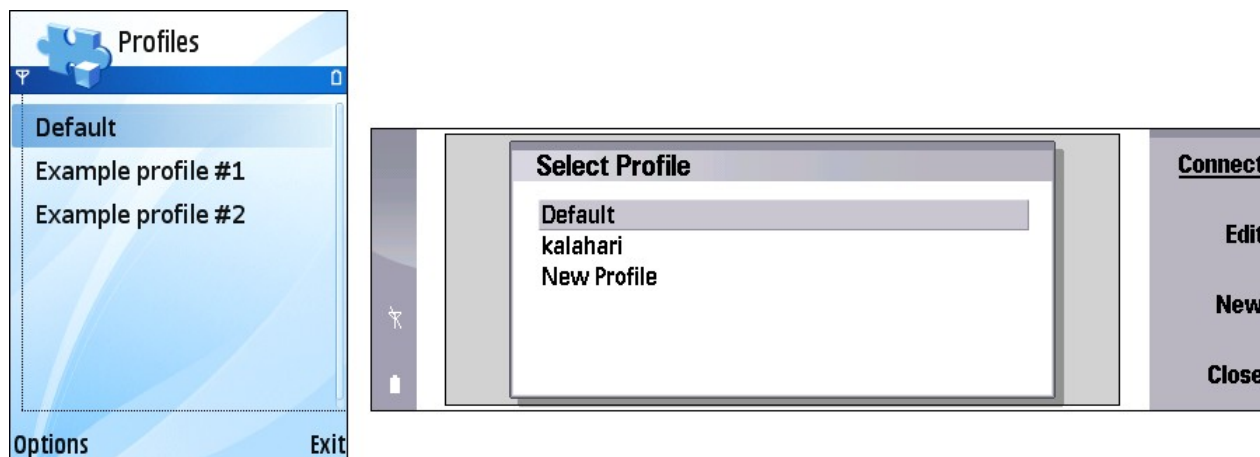 Profiles
Default
Example profile #1
Example profile #2
Options Exit
Select Profile
Default
kalahari
New Profile
Connect
Edit
New
Close